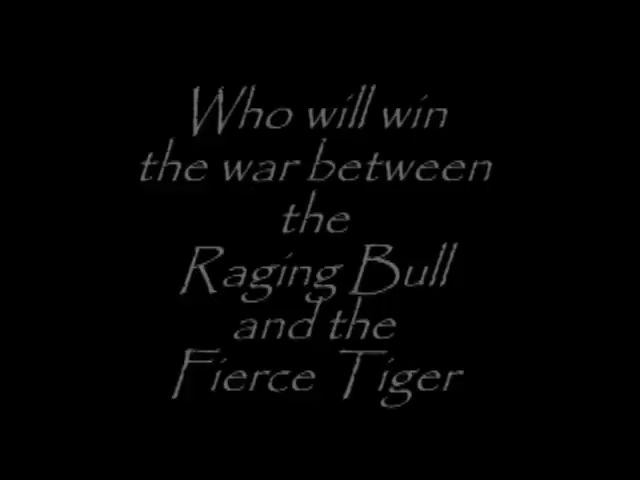 Who will win
the war between
the
Raging Bull
and the
Fierce Tiger